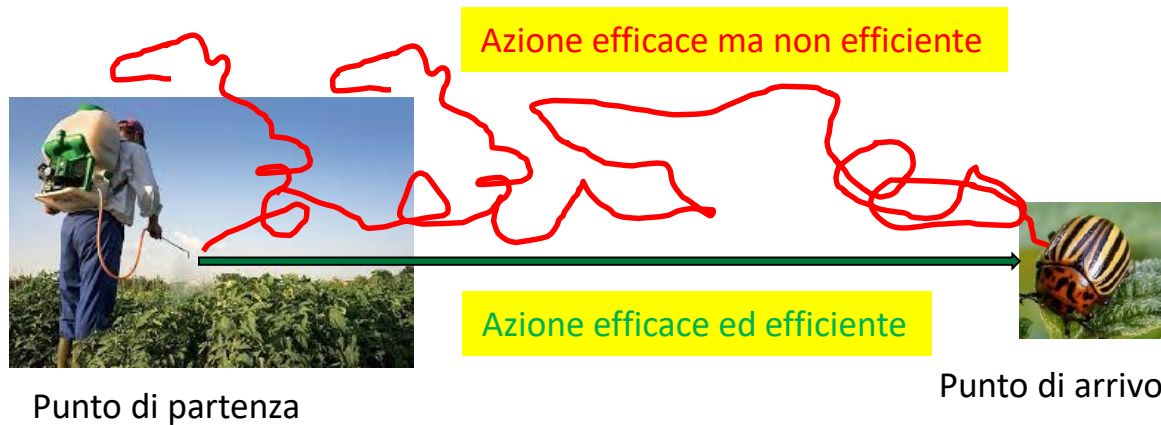 Azione efficace ma non efficiente
Azione efficace ed efficiente
Punto di partenza
Punto di arrivo